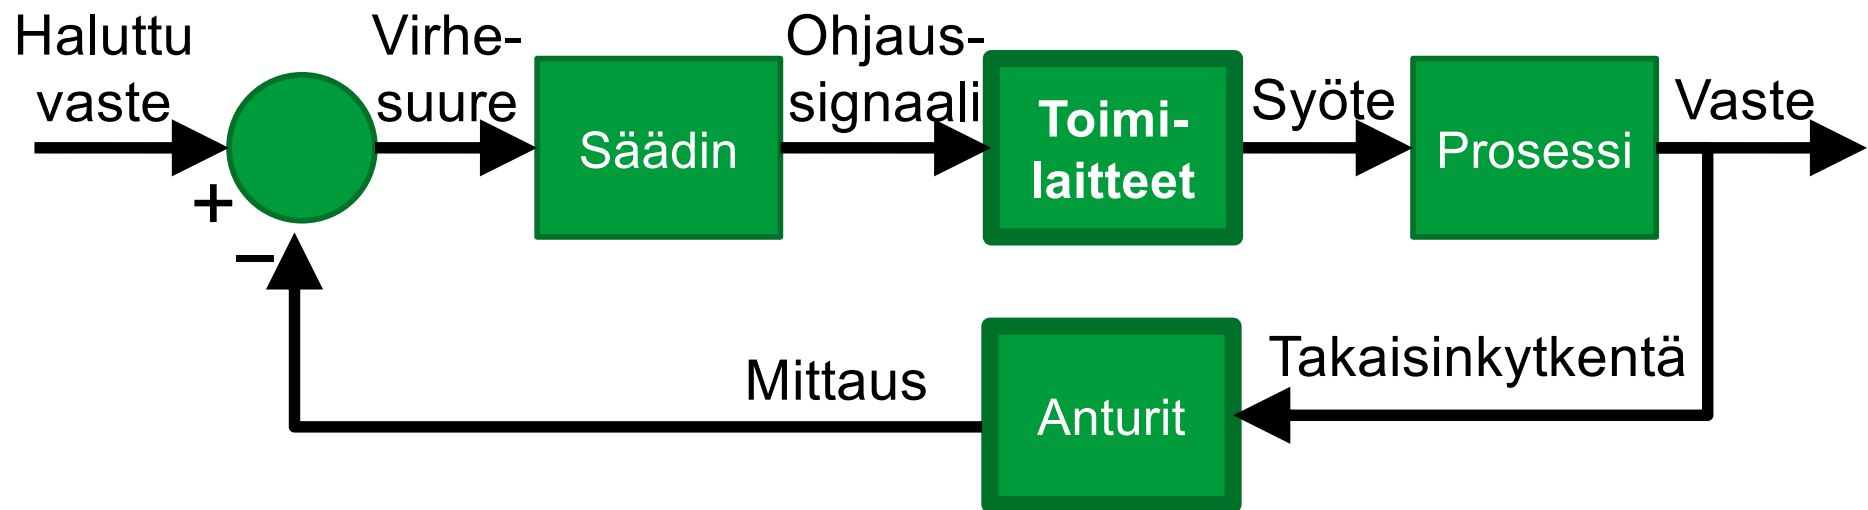 Haluttu
vaste
Virhe-
suure
Säädin
Ohjaus-
signaali
Toimi-
laitteet
Syöte
Prosessi
Vaste
+
–
Takaisinkytkentä
Anturit
Mittaus